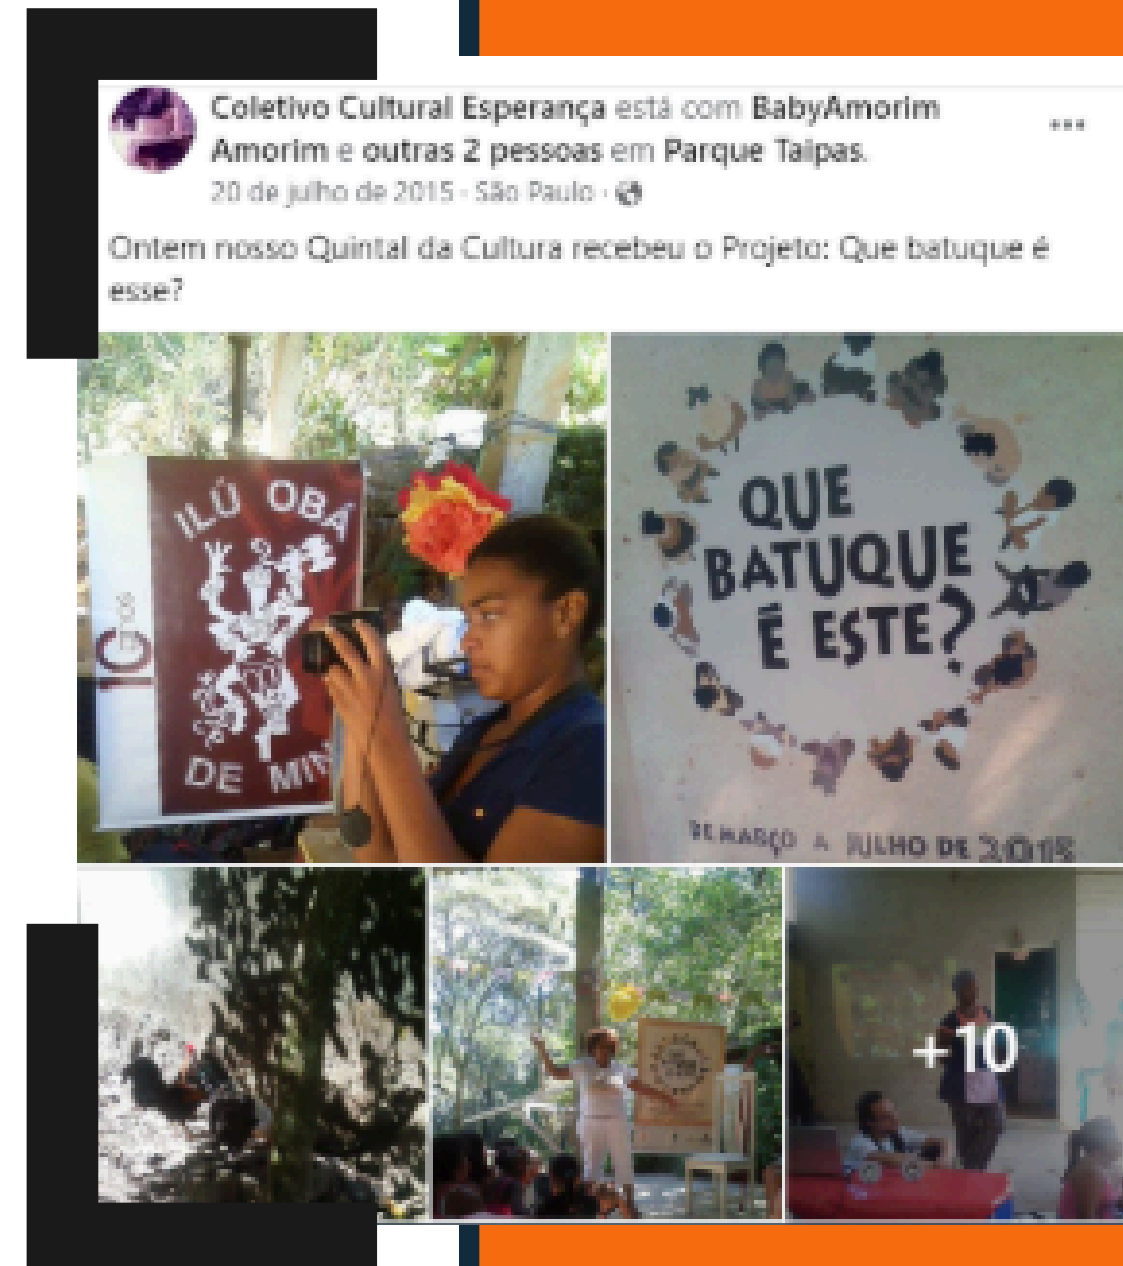 Coletivo Cultural Esperança está com BabyAmorim
Amorim e outras 2 pessoas em Parque Taipas.
20 de julho de 2015 · São Paulo ·
Ontem nosso Quintal da Cultura recebeu o Projeto: Que batuque é
esse?
ILÚ OBÁ
DE MIN
QUE
BATUQUE
É ESTE?
DE MARÇO A JULHO DE 2015
+10